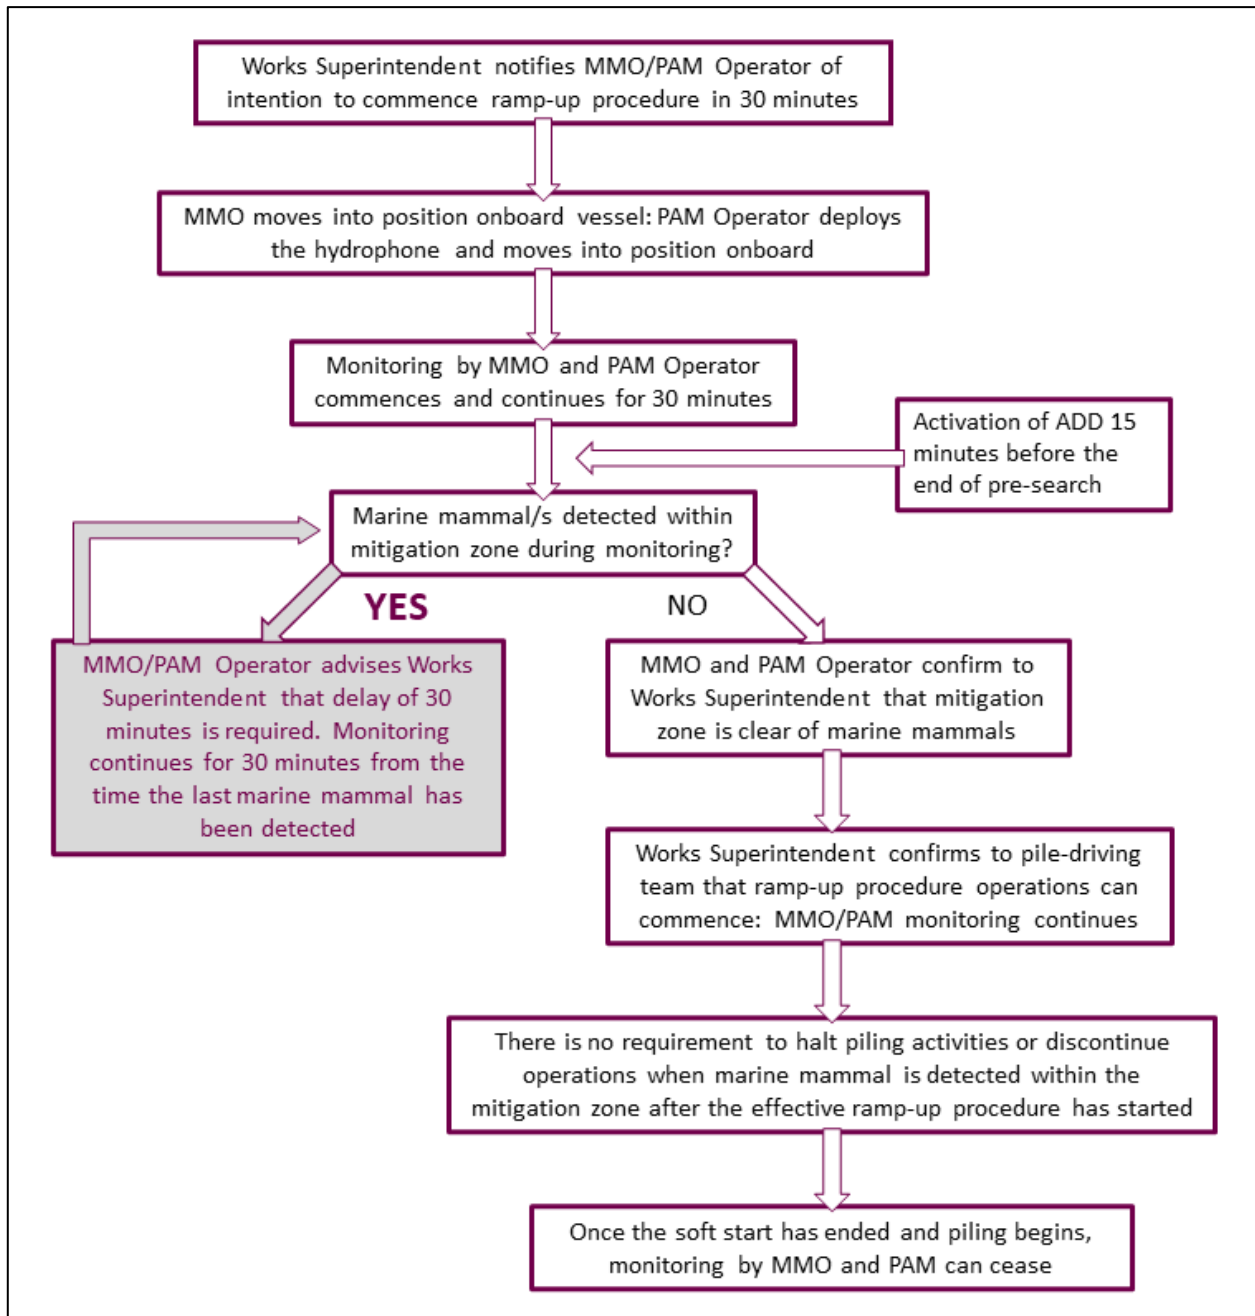 Works Superintendent notifies MMO/PAM Operator of
intention to commence ramp-up procedure in 30 minutes
MMO moves into position onboard vessel: PAM Operator deploys
the hydrophone and moves into position onboard
Monitoring by MMO and PAM Operator
commences and continues for 30 minutes
Activation of ADD 15
minutes before the
end of pre-search
Marine mammal/s detected within
mitigation zone during monitoring?
YES
NO
MMO/PAM Operator advises Works
Superintendent that delay of 30
minutes is required. Monitoring
continues for 30 minutes from the
time the last marine mammal has
been detected
MMO and PAM Operator confirm to
Works Superintendent that mitigation
zone is clear of marine mammals
Works Superintendent confirms to pile-driving
team that ramp-up procedure operations can
commence: MMO/PAM monitoring continues
There is no requirement to halt piling activities or discontinue
operations when marine mammal is detected within the
mitigation zone after the effective ramp-up procedure has started
Once the soft start has ended and piling begins,
monitoring by MMO and PAM can cease